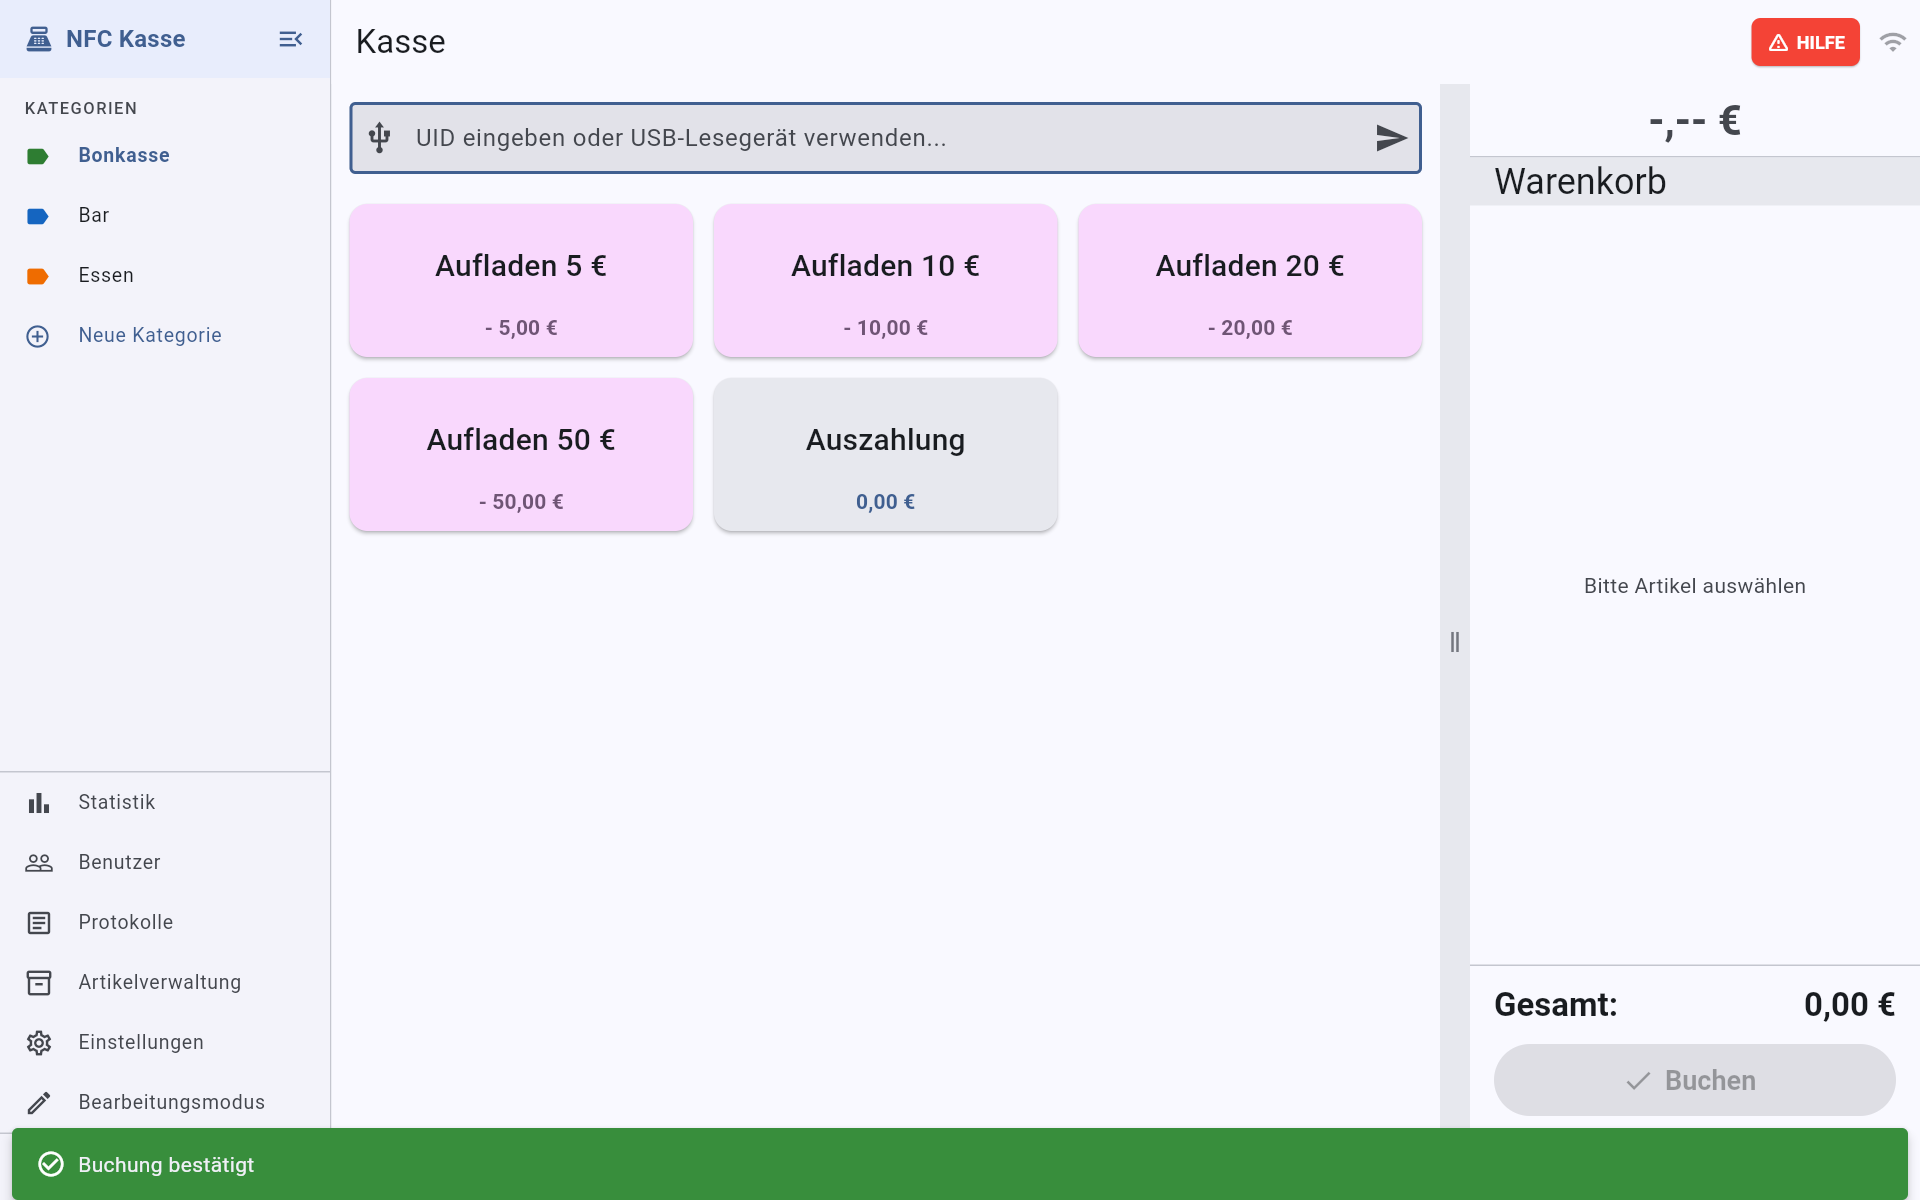 NFC Kasse
KATEGORIEN
Bonkasse
Bar
Essen
Neue Kategorie
Statistik
Benutzer
Protokolle
Artikelverwaltung
Einstellungen
Bearbeitungsmodus
Kasse
HILFE
UID eingeben oder USB-Lesegerät verwenden...
Aufladen 5 €
- 5,00 €
Aufladen 10 €
- 10,00 €
Aufladen 20 €
- 20,00 €
Aufladen 50 €
- 50,00 €
Auszahlung
0,00 €
-,-- €
Warenkorb
Bitte Artikel auswählen
Gesamt: 0,00 €
Buchen
Buchung bestätigt